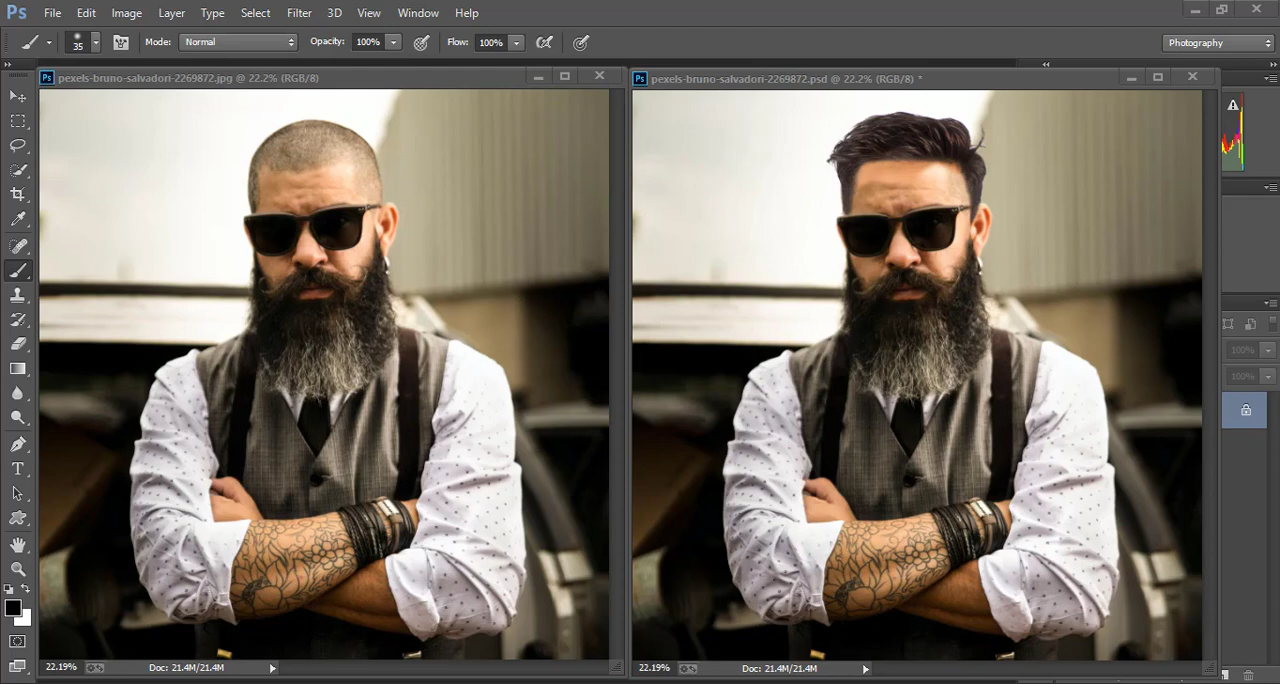 Ps File Edit Image Layer Type Select Filter 3D View Window Help
35 Mode: Normal Opacity: 100% Flow: 100% Photography
Ps pexels-bruno-salvadori-2269872.jpg @ 22.2% (RGB/8)
Ps pexels-bruno-salvadori-2269872.psd @ 22.2% (RGB/8) *
100%
100%
T
22.19% Doc: 21.4M/21.4M
22.19% Doc: 21.4M/21.4M